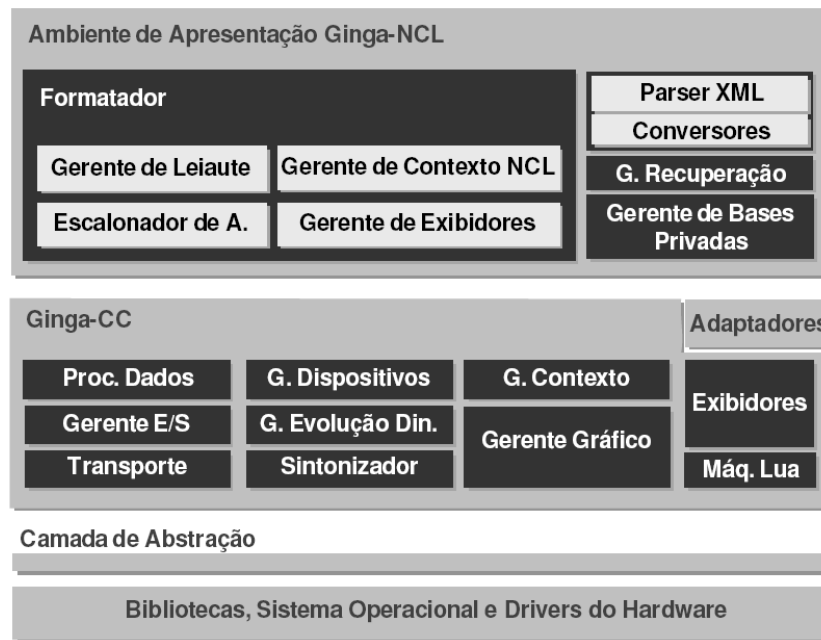 Ambiente de Apresentação Ginga-NCL
Formatador
Gerente de Leiaute
Gerente de Contexto NCL
Escalonador de A.
Gerente de Exibidores
Parser XML
Conversores
G. Recuperação
Gerente de Bases
Privadas
Ginga-CC
Adaptadores
Proc. Dados
G. Dispositivos
G. Contexto
Exibidores
Gerente E/S
G. Evolução Din.
Gerente Gráfico
Transporte
Sintonizador
Máq. Lua
Camada de Abstração
Bibliotecas, Sistema Operacional e Drivers do Hardware